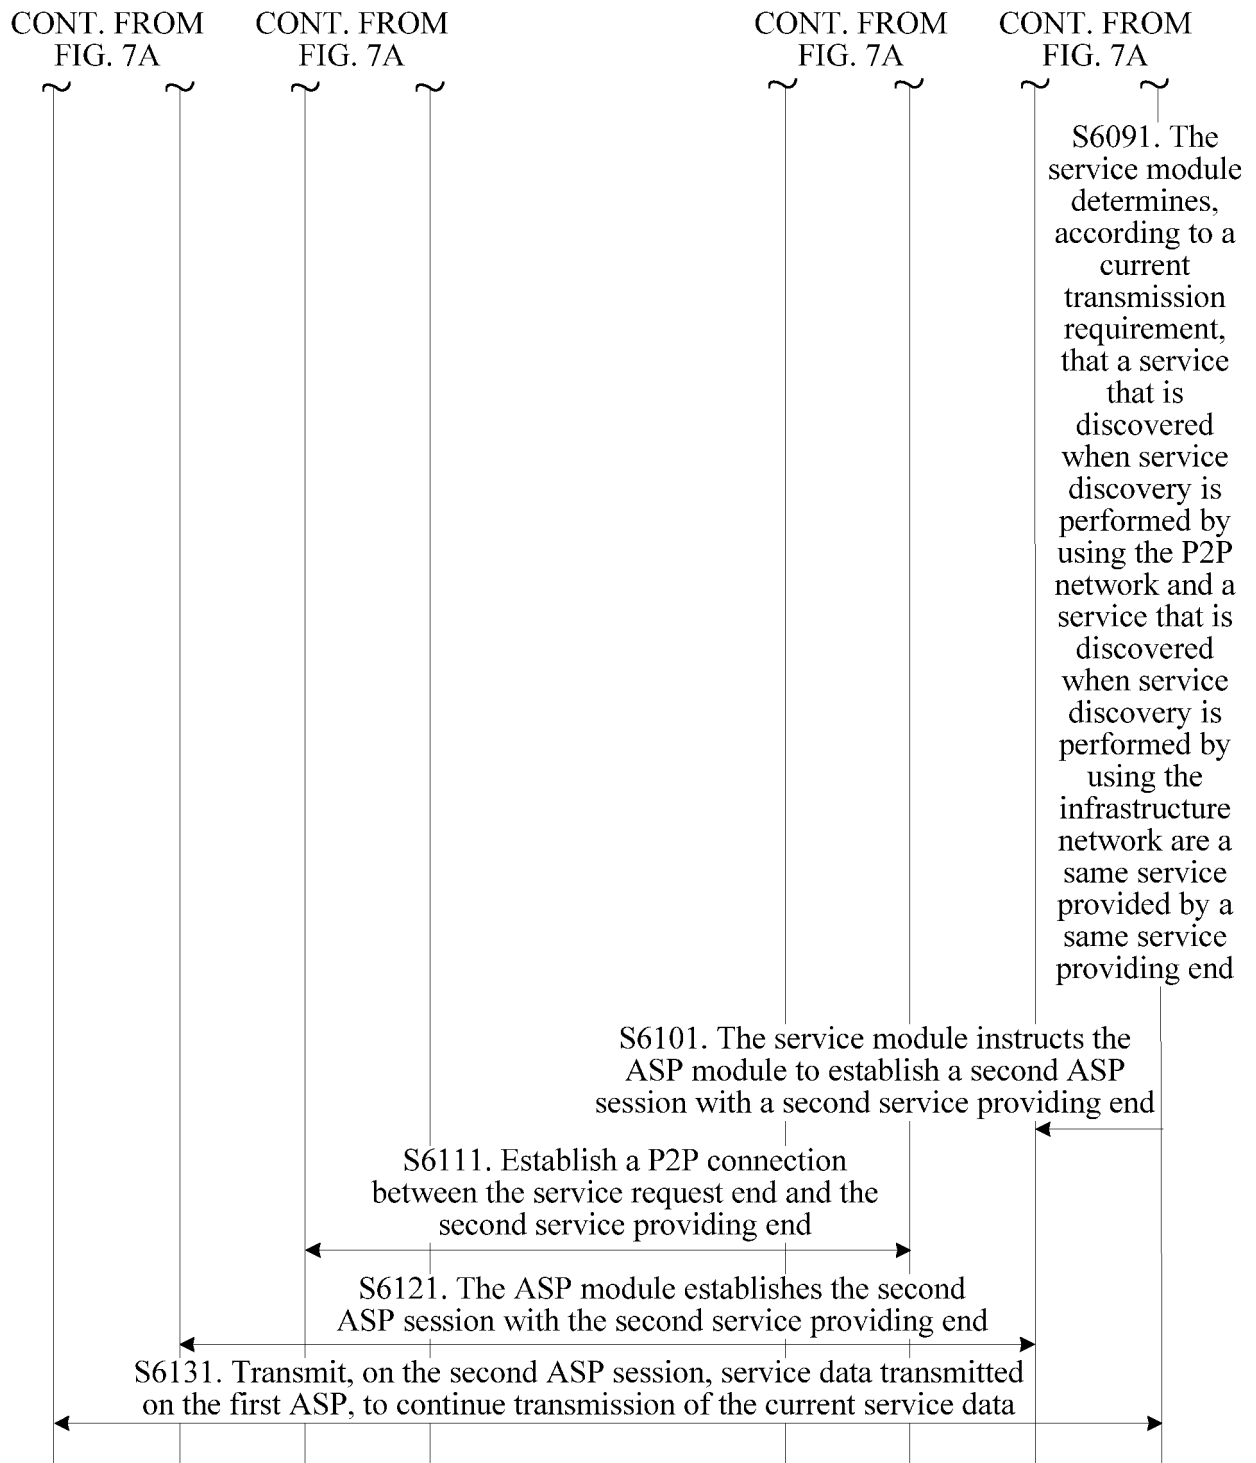 CONT. FROM
FIG. 7A
CONT. FROM
FIG. 7A
CONT. FROM
FIG. 7A
CONT. FROM
FIG. 7A
S6091. The
service module
determines,
according to a
current
transmission
requirement,
that a service
that is
discovered
when service
discovery is
performed by
using the P2P
network and a
service that is
discovered
when service
discovery is
performed by
using the
infrastructure
network are a
same service
provided by a
same service
providing end
S6101. The service module instructs the
ASP module to establish a second ASP
session with a second service providing end
S6111. Establish a P2P connection
between the service request end and the
second service providing end
S6121. The ASP module establishes the second
ASP session with the second service providing end
S6131. Transmit, on the second ASP session, service data transmitted
on the first ASP, to continue transmission of the current service data